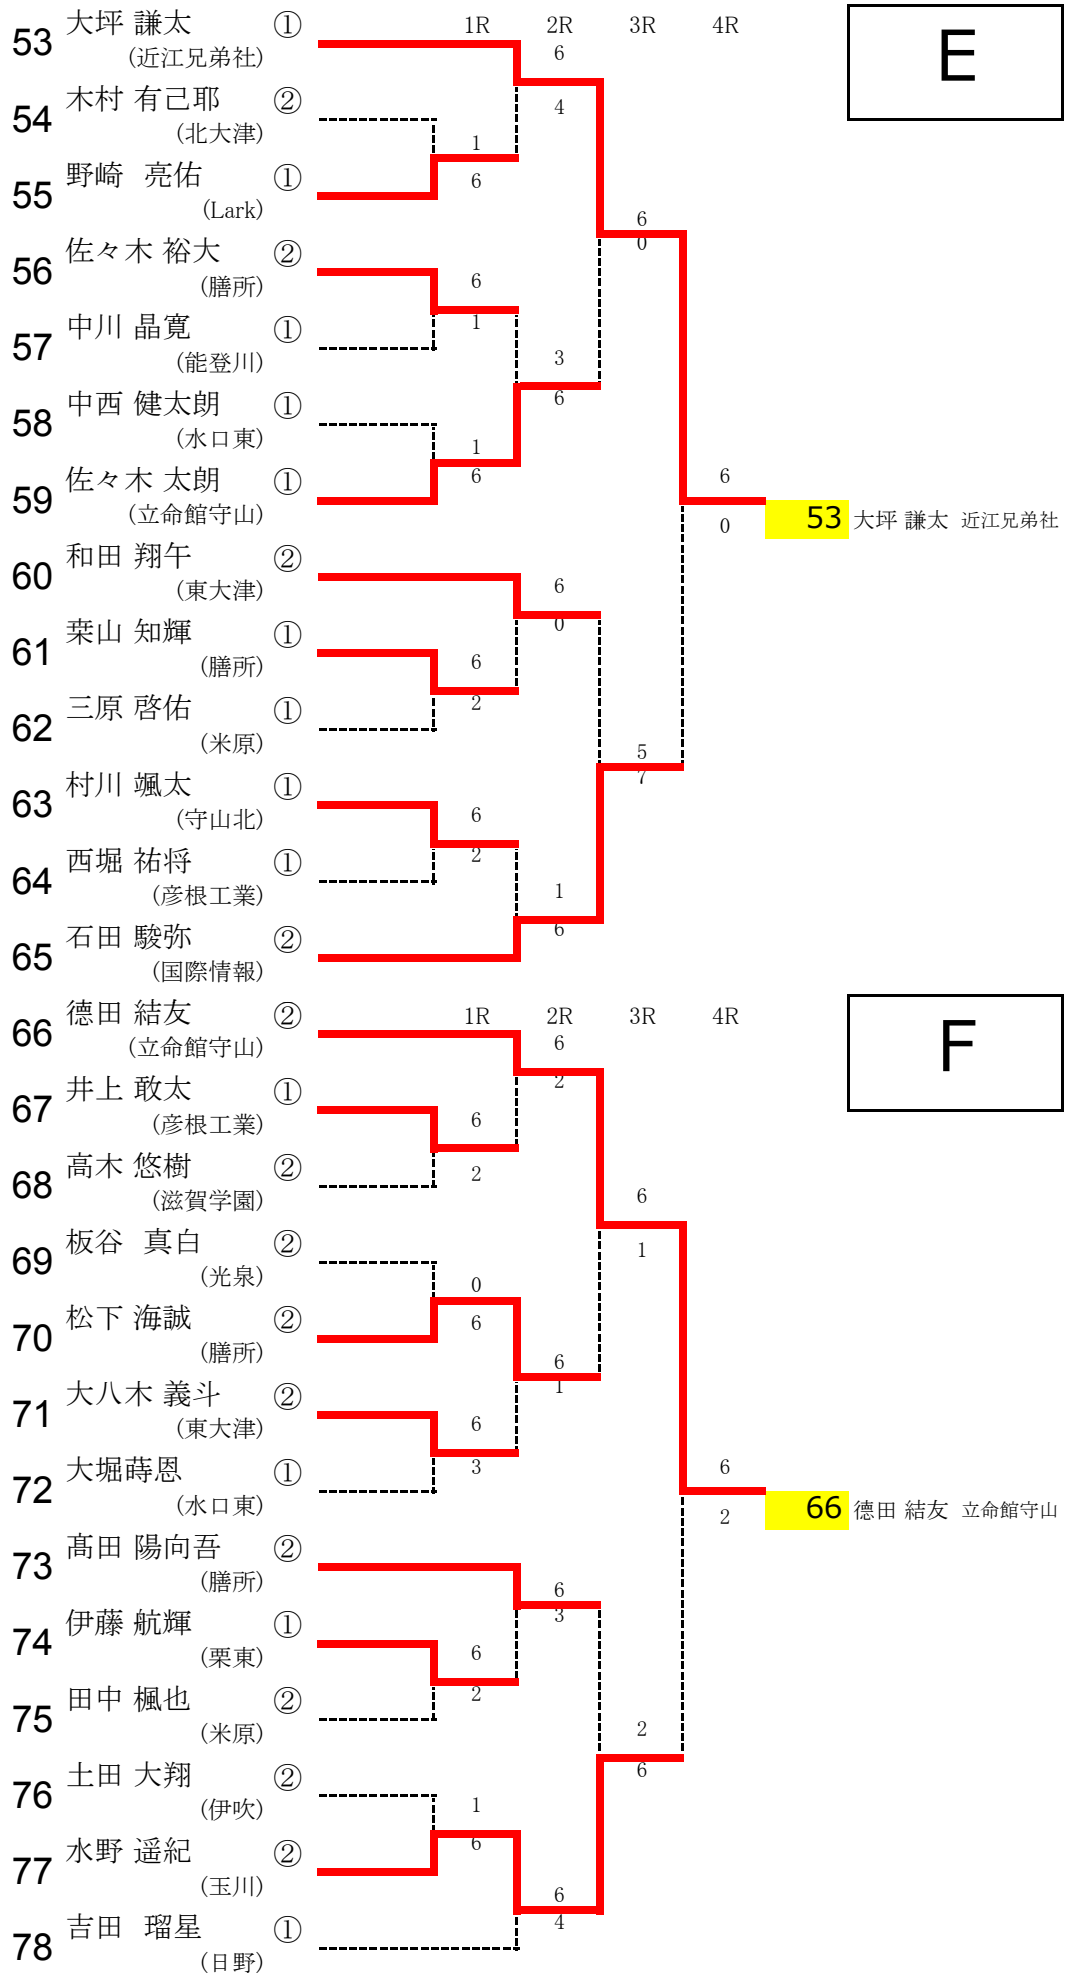 1R 2R 3R 4R
E
53 大坪 謙太 ①
(近江兄弟社)
6
4
54 木村 有己耶 ②
(北大津)
1
6
55 野崎 亮佑 ①
(Lark)
6
0
56 佐々木 裕大 ②
(膳所)
6
1
57 中川 晶寛 ①
(能登川)
3
6
58 中西 健太朗 ①
(水口東)
1
6
59 佐々木 太朗 ①
(立命館守山)
6
0
53 大坪 謙太 近江兄弟社
60 和田 翔午 ②
(東大津)
6
0
61 桒山 知輝 ①
(膳所)
6
2
62 三原 啓佑 ①
(米原)
5
7
63 村川 颯太 ①
(守山北)
6
2
64 西堀 祐将 ①
(彦根工業)
1
6
65 石田 駿弥 ②
(国際情報)
1R 2R 3R 4R
F
66 德田 結友 ②
(立命館守山)
6
2
67 井上 敢太 ①
(彦根工業)
6
2
68 高木 悠樹 ②
(滋賀学園)
6
1
69 板谷 真白 ②
(光泉)
0
6
70 松下 海誠 ②
(膳所)
6
1
71 大八木 義斗 ②
(東大津)
6
3
72 大堀蒔恩 ①
(水口東)
6
2
66 德田 結友 立命館守山
73 髙田 陽向吾 ②
(膳所)
6
3
74 伊藤 航輝 ①
(栗東)
6
2
75 田中 楓也 ②
(米原)
2
6
76 土田 大翔 ②
(伊吹)
1
6
77 水野 遥紀 ②
(玉川)
6
4
78 吉田 瑠星 ①
(日野)